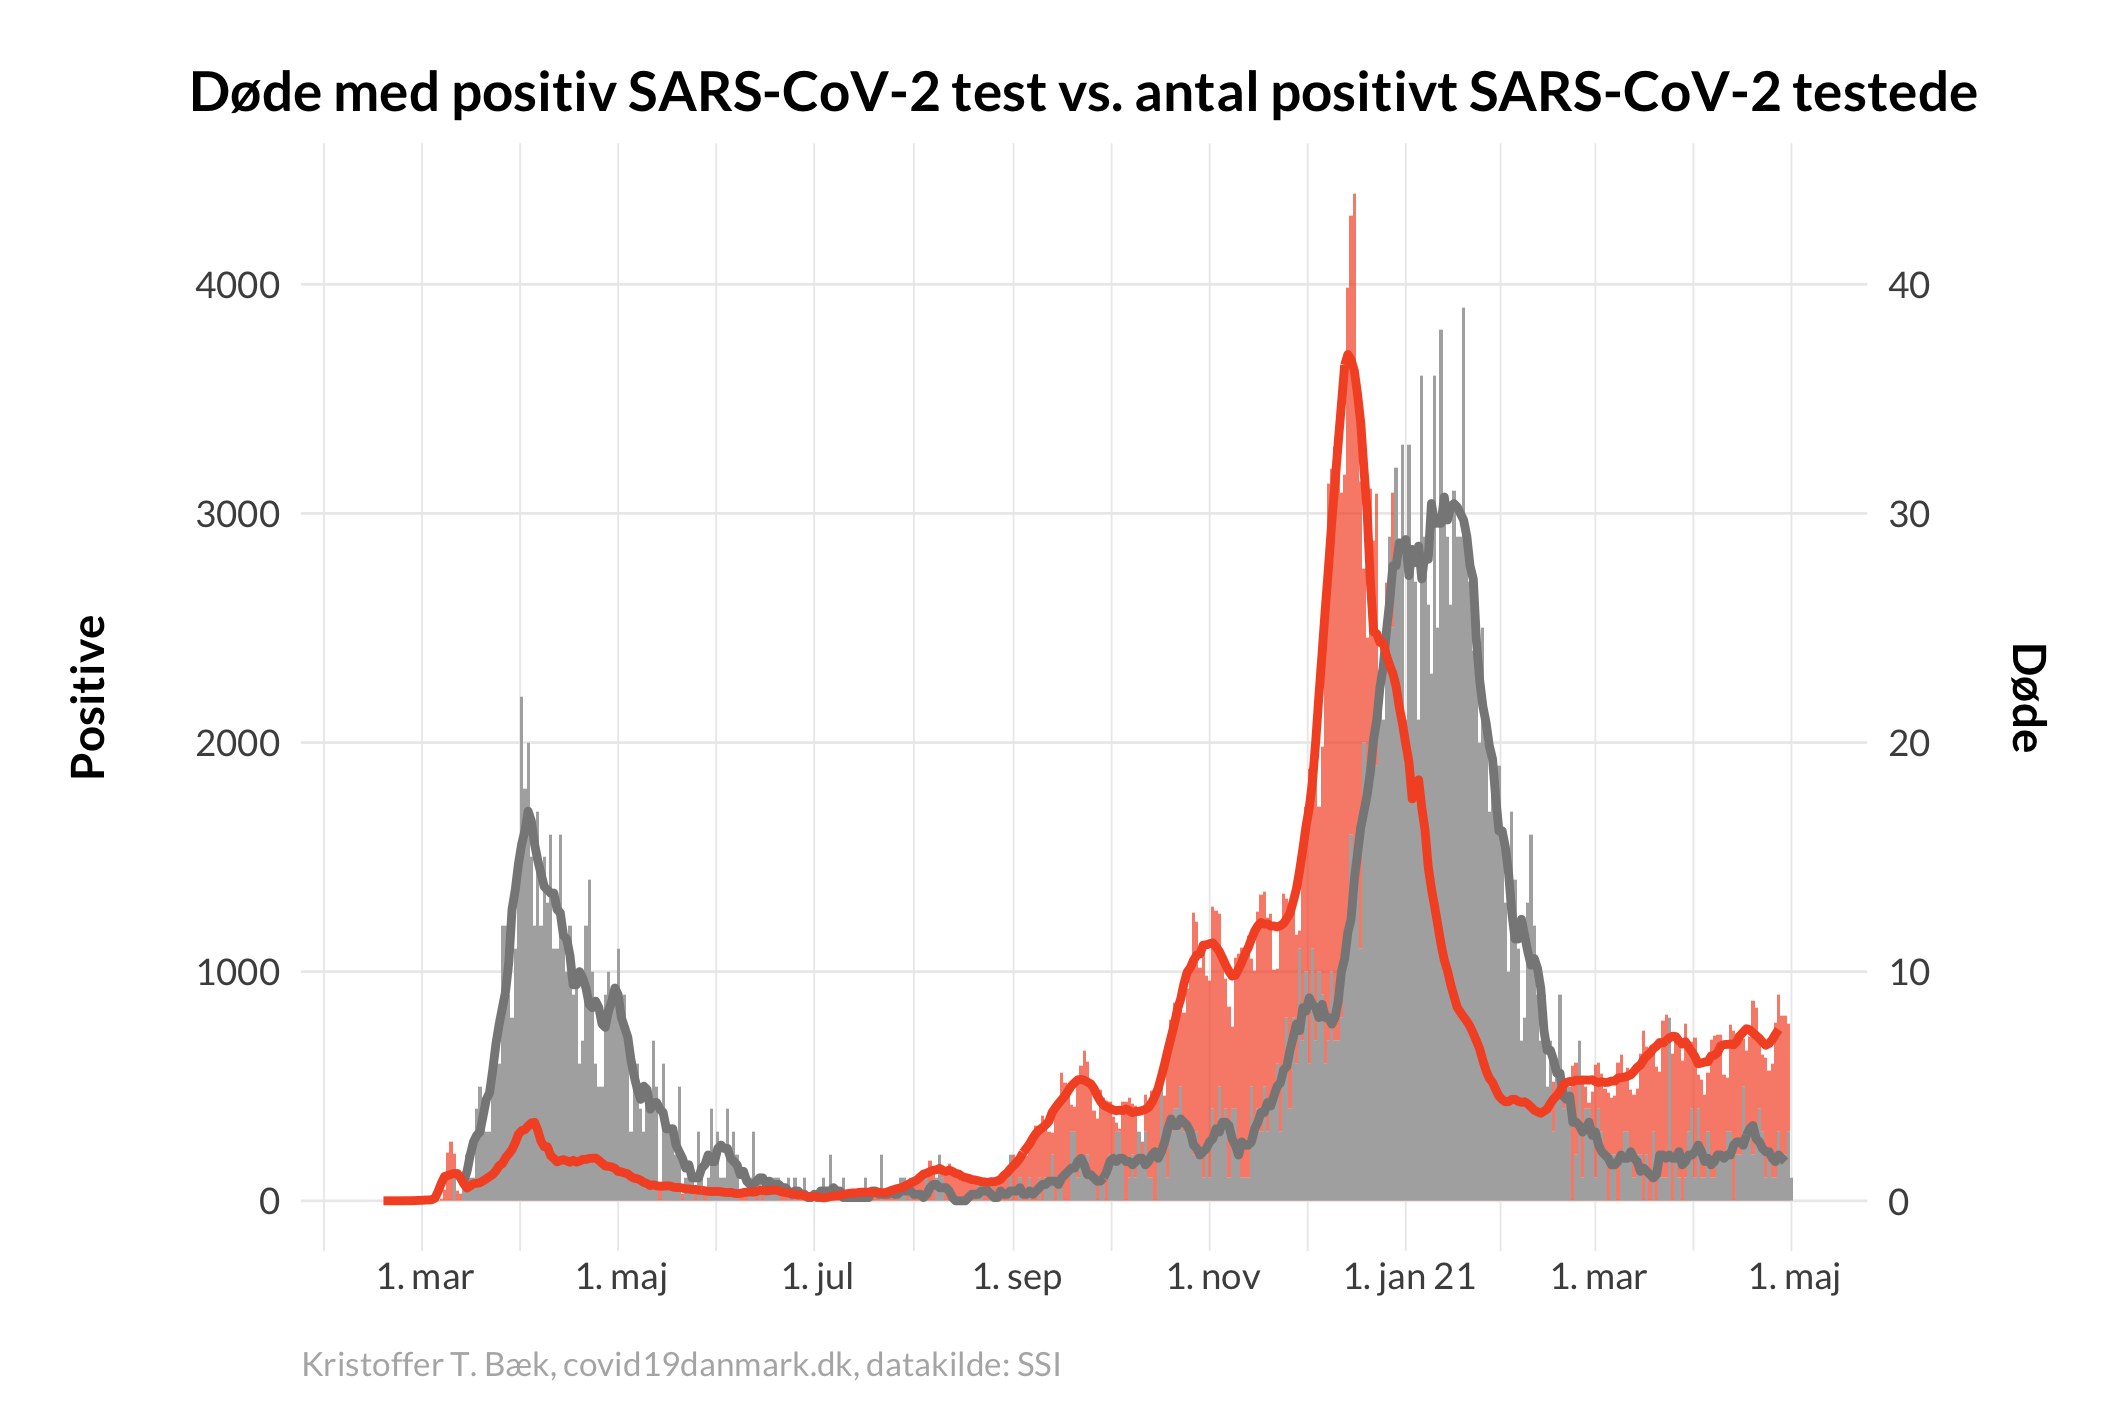 Døde med positiv SARS-CoV-2 test vs. antal positivt SARS-CoV-2 testede
Positive
4000
3000
2000
1000
0
40
30
20
10
0
Døde
1. mar
1. maj
1. jul
1. sep
1. nov
1. jan 21
1. mar
1. maj
Kristoffer T. Bæk, covid19danmark.dk, datakilde: SSI